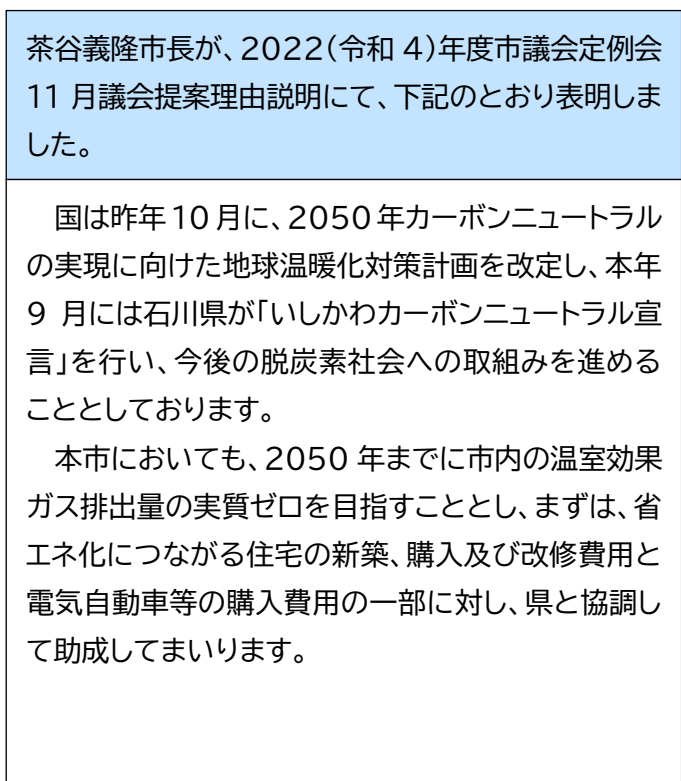 茶谷義隆市長が、2022(令和 4)年度市議会定例会
11 月議会提案理由説明にて、下記のとおり表明しま
した。
国は昨年 10 月に、2050 年カーボンニュートラル
の実現に向けた地球温暖化対策計画を改定し、本年
9 月には石川県が「いしかわカーボンニュートラル宣
言」を行い、今後の脱炭素社会への取組みを進める
こととしております。
本市においても、2050 年までに市内の温室効果
ガス排出量の実質ゼロを目指すこととし、まずは、省
エネ化につながる住宅の新築、購入及び改修費用と
電気自動車等の購入費用の一部に対し、県と協調し
て助成してまいります。